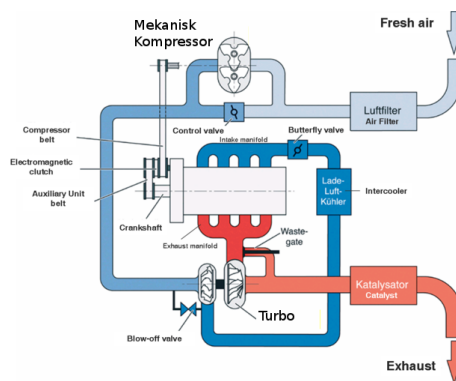 Mekanisk
Kompressor
Fresh air
Luftfilter
Air Filter
Control valve
Butterfly valve
Intake manifold
Compressor
belt
Electromagnetic
clutch
Auxiliary Unit
belt
Crankshaft
Lade-
Luft-
Kühler
Intercooler
Exhaust manifold
Waste-
gate
Katalysator
Catalyst
Turbo
Blow-off valve
Exhaust